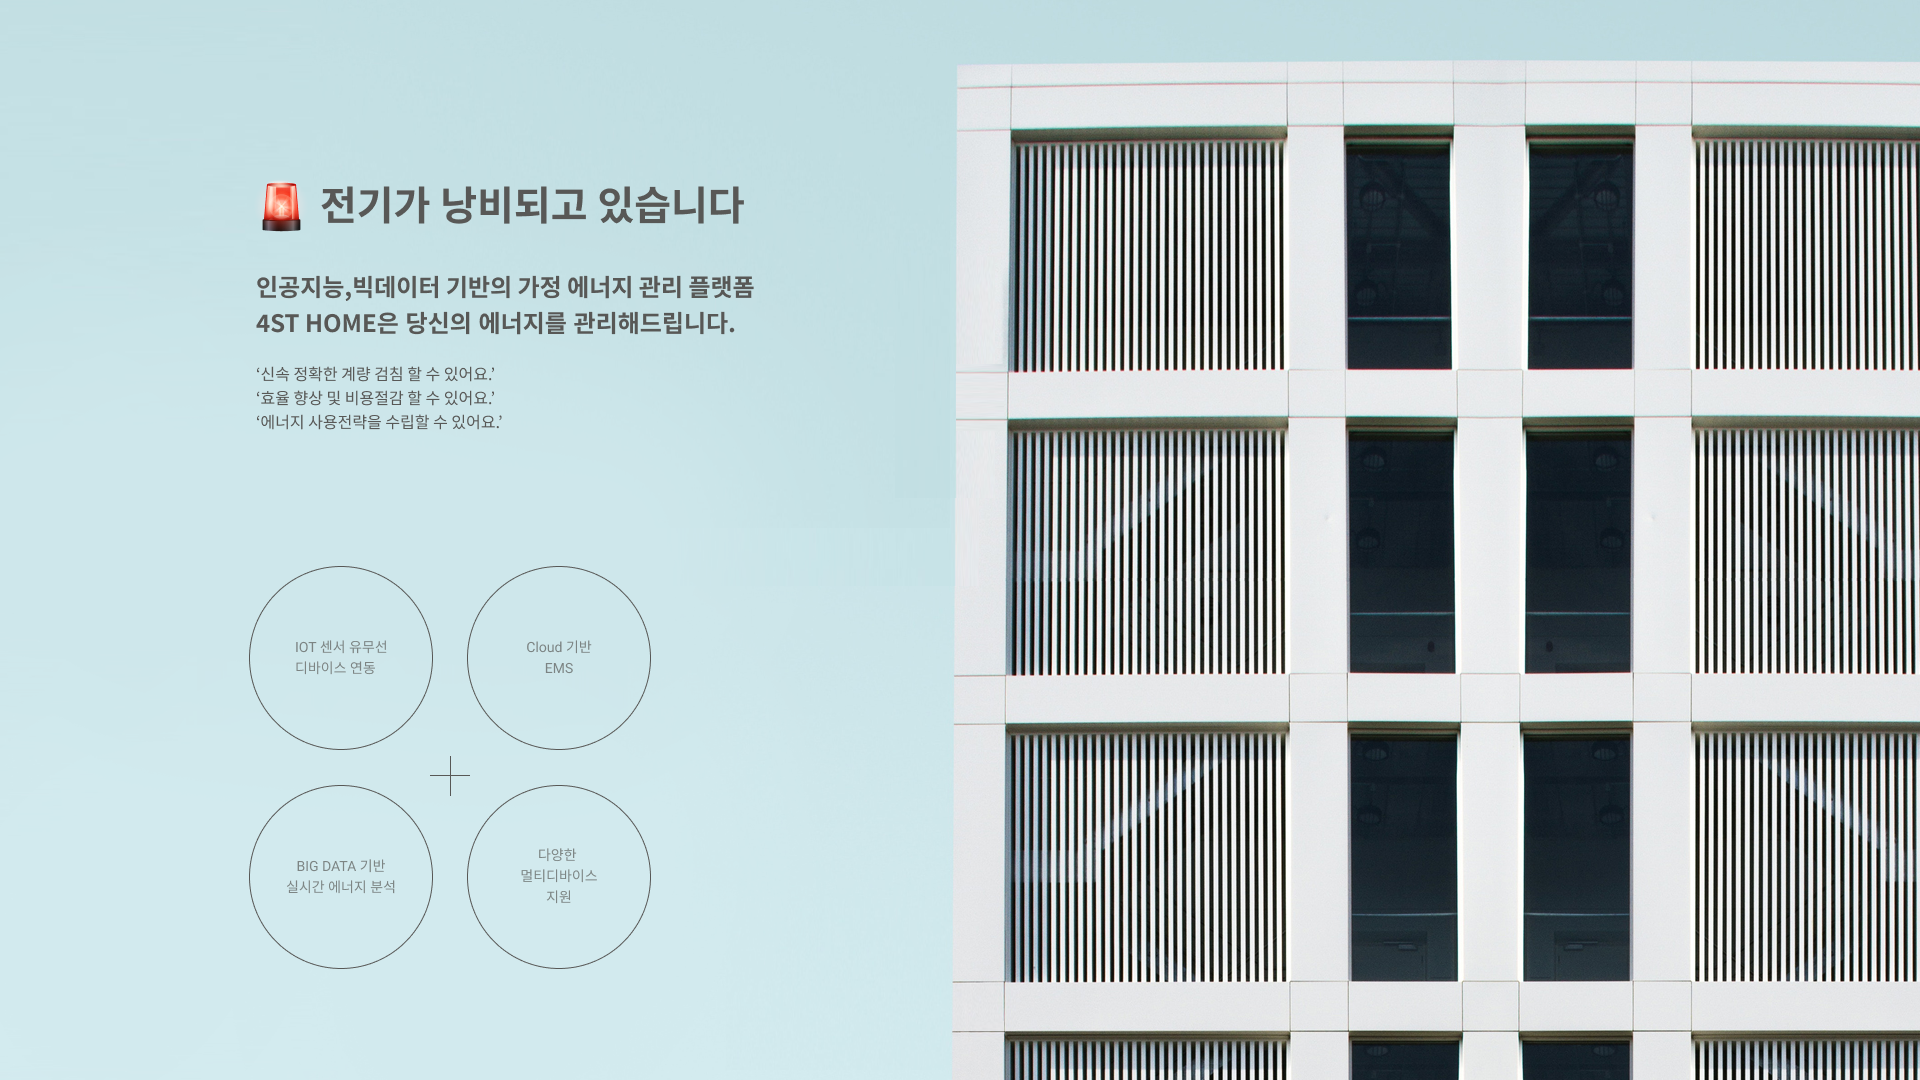 전기가 낭비되고 있습니다
인공지능,빅데이터 기반의 가정 에너지 관리 플랫폼
4ST HOME은 당신의 에너지를 관리해드립니다.
‘신속 정확한 계량 검침 할 수 있어요.’
‘효율 향상 및 비용절감 할 수 있어요.’
‘에너지 사용전략을 수립할 수 있어요.’
IOT 센서 유무선
디바이스 연동
Cloud 기반
EMS
BIG DATA 기반
실시간 에너지 분석
다양한
멀티디바이스
지원